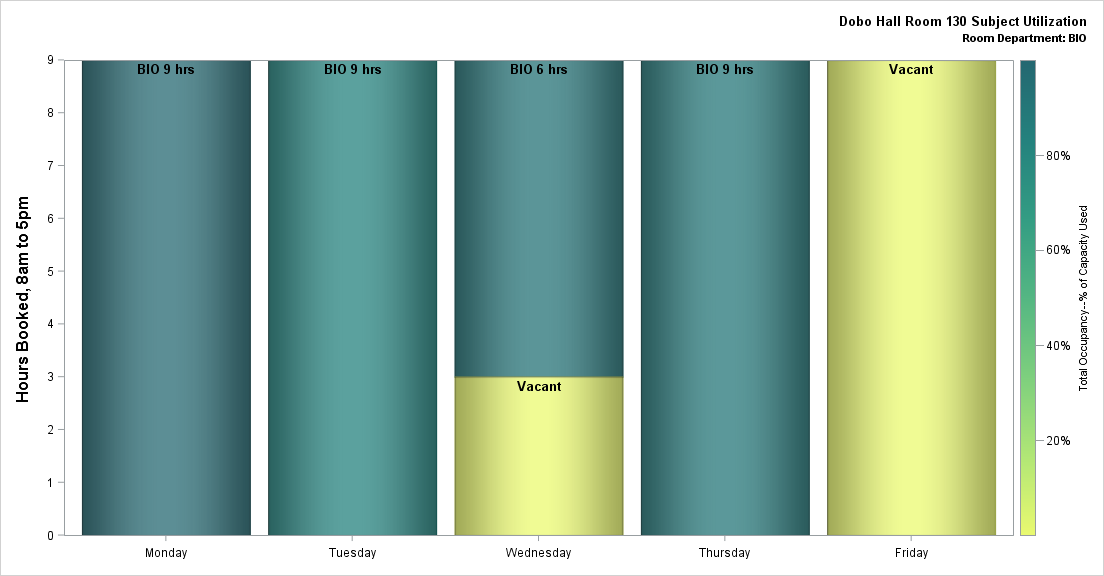 Dobo Hall Room 130 Subject Utilization
Room Department: BIO
Hours Booked, 8am to 5pm
9
8
7
6
5
4
3
2
1
0
BIO 9 hrs
BIO 9 hrs
BIO 6 hrs
BIO 9 hrs
Vacant
Vacant
Monday
Tuesday
Wednesday
Thursday
Friday
80%
60%
40%
20%
Total Occupancy--% of Capacity Used